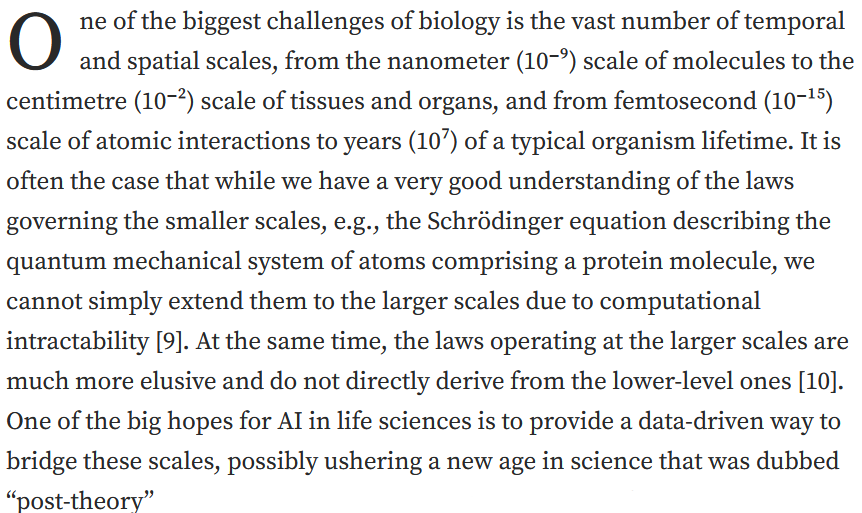 One of the biggest challenges of biology is the vast number of temporal
and spatial scales, from the nanometer (10⁻⁹) scale of molecules to the
centimetre (10⁻²) scale of tissues and organs, and from femtosecond (10⁻¹⁵)
scale of atomic interactions to years (10⁷) of a typical organism lifetime. It is
often the case that while we have a very good understanding of the laws
governing the smaller scales, e.g., the Schrödinger equation describing the
quantum mechanical system of atoms comprising a protein molecule, we
cannot simply extend them to the larger scales due to computational
intractability [9]. At the same time, the laws operating at the larger scales are
much more elusive and do not directly derive from the lower-level ones [10].
One of the big hopes for AI in life sciences is to provide a data-driven way to
bridge these scales, possibly ushering a new age in science that was dubbed
“post-theory”